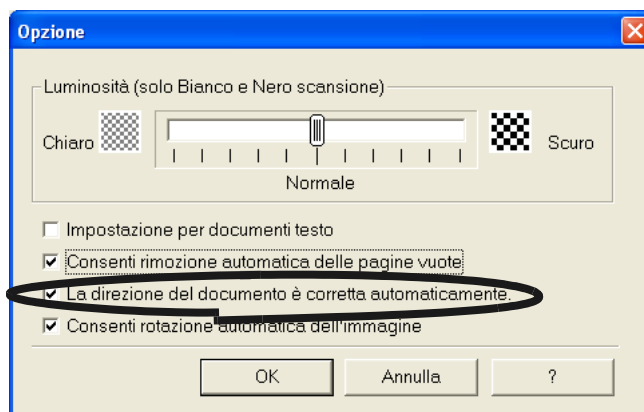 Opzione
Luminosità (solo Bianco e Nero scansione)
Chiaro
Scuro
Normale
Impostazione per documenti testo
Consenti rimozione automatica delle pagine vuote
La direzione del documento è corretta automaticamente.
Consenti rotazione automatica dell'immagine
OK
Annulla
?